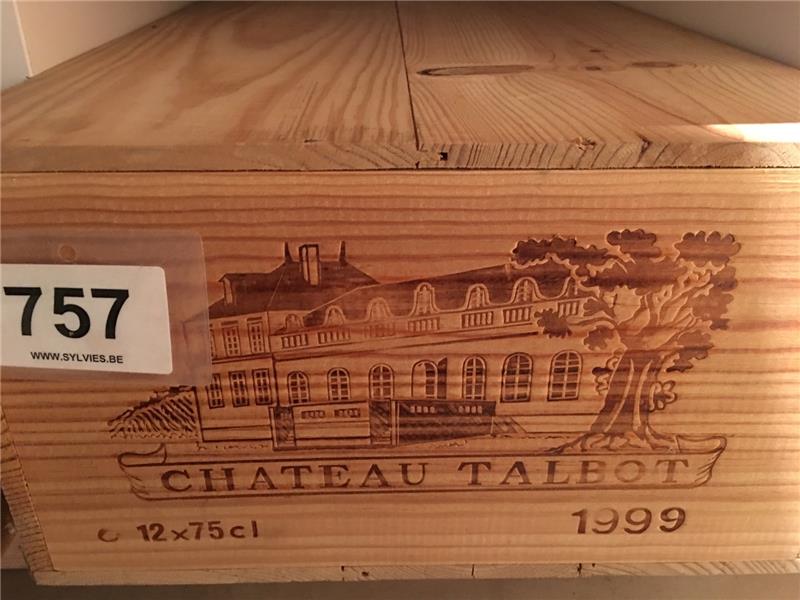 757
WWW.SYLVIES.BE
CHATEAU TALBOT
12x75cl
1999